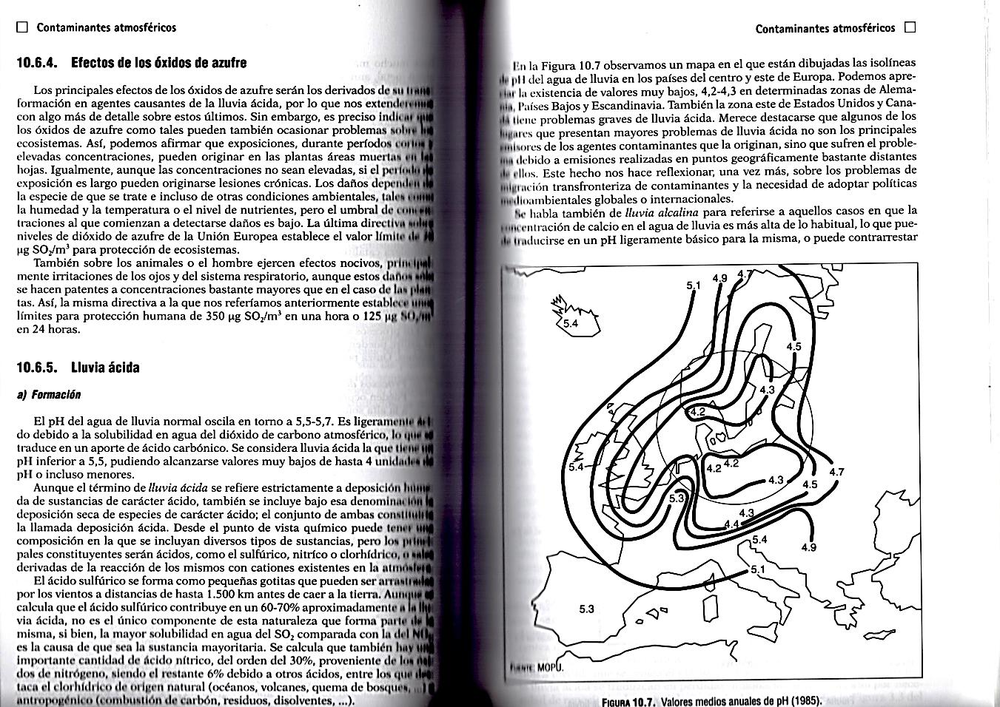 Contaminantes atmosféricos
10.6.4. Efectos de los óxidos de azufre
Los principales efectos de los óxidos de azufre serán los derivados de su
formación en agentes causantes de la lluvia ácida, por lo que nos
con algo más de detalle sobre estos últimos. Sin embargo, es preciso indicar que
los óxidos de azufre como tales pueden también ocasionar problemas sobre los
ecosistemas. Así, podemos afirmar que exposiciones, durante períodos cortos
elevadas concentraciones, pueden originar en las plantas áreas muertas en las
hojas. Igualmente, aunque las concentraciones no sean elevadas, si el período
exposición es largo pueden originarse lesiones crónicas. Los daños dependen
la especie de que se trate e incluso de otras condiciones ambientales, tales como
la humedad y la temperatura o el nivel de nutrientes, pero el umbral de
traciones al que comienzan a detectarse daños es bajo. La última directiva sobre
niveles de dióxido de azufre de la Unión Europea establece el valor límite de
µg SO₂/m³ para protección de ecosistemas.
También sobre los animales o el hombre ejercen efectos nocivos,
mente irritaciones de los ojos y del sistema respiratorio, aunque estos daños
se hacen patentes a concentraciones bastante mayores que en el caso de las plan-
tas. Así, la misma directiva a la que nos referíamos anteriormente establece unos
límites para protección humana de 350 µg SO₂/m³ en una hora o 125 µg SO₂/m³
en 24 horas.
10.6.5. Lluvia ácida
a) Formación
El pH del agua de lluvia normal oscila en torno a 5,5-5,7. Es ligeramente
do debido a la solubilidad en agua del dióxido de carbono atmosférico, lo que
traduce en un aporte de ácido carbónico. Se considera lluvia ácida la que tiene un
pH inferior a 5,5, pudiendo alcanzarse valores muy bajos de hasta 4 unidades de
pH o incluso menores.
Aunque el término de lluvia ácida se refiere estrictamente a deposición
da de sustancias de carácter ácido, también se incluye bajo esa denominación la
deposición seca de especies de carácter ácido; el conjunto de ambas
la llamada deposición ácida. Desde el punto de vista químico puede tener una
composición en la que se incluyan diversos tipos de sustancias, pero los
pales constituyentes serán ácidos, como el sulfúrico, nitríco o clorhídrico, o
derivadas de la reacción de los mismos con cationes existentes en la atmósfera.
El ácido sulfúrico se forma como pequeñas gotitas que pueden ser
por los vientos a distancias de hasta 1.500 km antes de caer a la tierra. Aunque
calcula que el ácido sulfúrico contribuye en un 60-70% aproximadamente a la
via ácida, no es el único componente de esta naturaleza que forma parte de
misma, si bien, la mayor solubilidad en agua del SO₂ comparada con la del
es la causa de que sea la sustancia mayoritaria. Se calcula que también hay una
importante cantidad de ácido nítrico, del orden del 30%, proveniente de los
dos de nitrógeno, siendo el restante 6% debido a otros ácidos, entre los que
taca el clorhídrico de origen natural (océanos, volcanes, quema de bosques, ...)
antropogénico (combustión de carbón, residuos, disolventes, ...).
Contaminantes atmosféricos
En la Figura 10.7 observamos un mapa en el que están dibujadas las isolíneas
de pH del agua de lluvia en los países del centro y este de Europa. Podemos apre-
la existencia de valores muy bajos, 4,2-4,3 en determinadas zonas de Alema-
Países Bajos y Escandinavia. También la zona este de Estados Unidos y Cana-
tiene problemas graves de lluvia ácida. Merece destacarse que algunos de los
lugares que presentan mayores problemas de lluvia ácida no son los principales
emisores de los agentes contaminantes que la originan, sino que sufren el proble-
debido a emisiones realizadas en puntos geográficamente bastante distantes
de ellos. Este hecho nos hace reflexionar, una vez más, sobre los problemas de
migración transfronteriza de contaminantes y la necesidad de adoptar políticas
medioambientales globales o internacionales.
Se habla también de lluvia alcalina para referirse a aquellos casos en que la
concentración de calcio en el agua de lluvia es más alta de lo habitual, lo que pue-
de traducirse en un pH ligeramente básico para la misma, o puede contrarrestar
5.1
4.9
4.7
5.4
4.5
4.3
4.2
5.4
4.2
4.2
4.3
4.5
4.7
5.3
4.3
4.4
5.4
4.9
5.1
5.3
Fuente: MOPU.
FIGURA 10.7. Valores medios anuales de pH (1985).